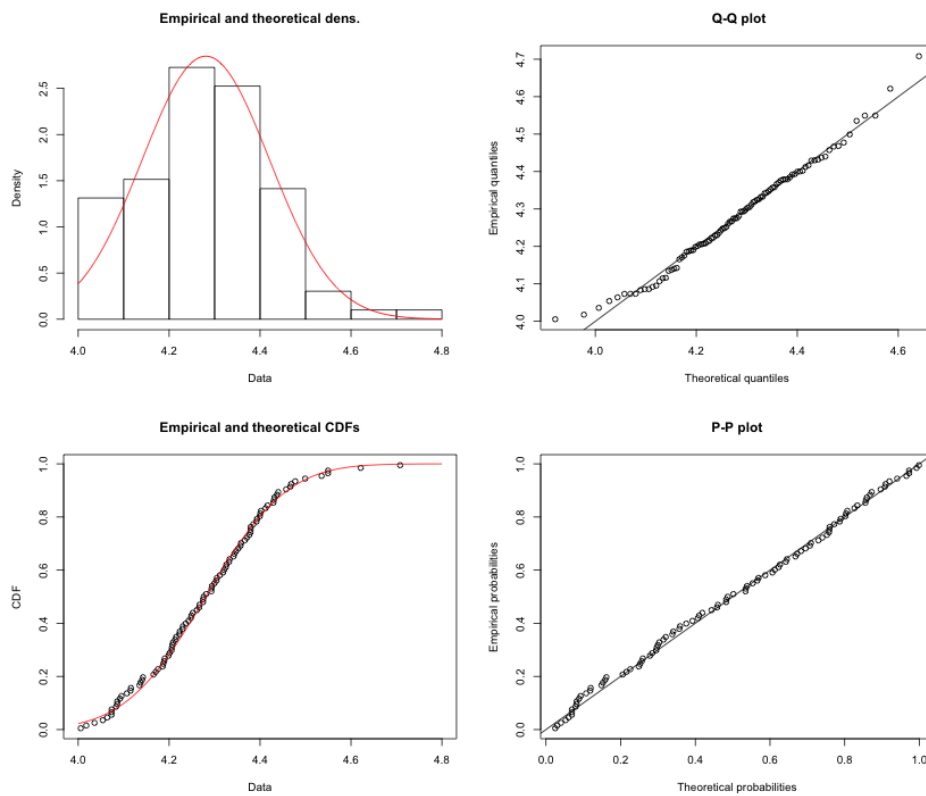 Empirical and theoretical dens.
Density
0.0 0.5 1.0 1.5 2.0 2.5
4.0 4.2 4.4 4.6 4.8
Data
Q-Q plot
Empirical quantiles
4.0 4.1 4.2 4.3 4.4 4.5 4.6 4.7
4.0 4.2 4.4 4.6
Theoretical quantiles
Empirical and theoretical CDFs
CDF
0.0 0.2 0.4 0.6 0.8 1.0
4.0 4.2 4.4 4.6 4.8
Data
P-P plot
Empirical probabilities
0.0 0.2 0.4 0.6 0.8 1.0
0.0 0.2 0.4 0.6 0.8 1.0
Theoretical probabilities